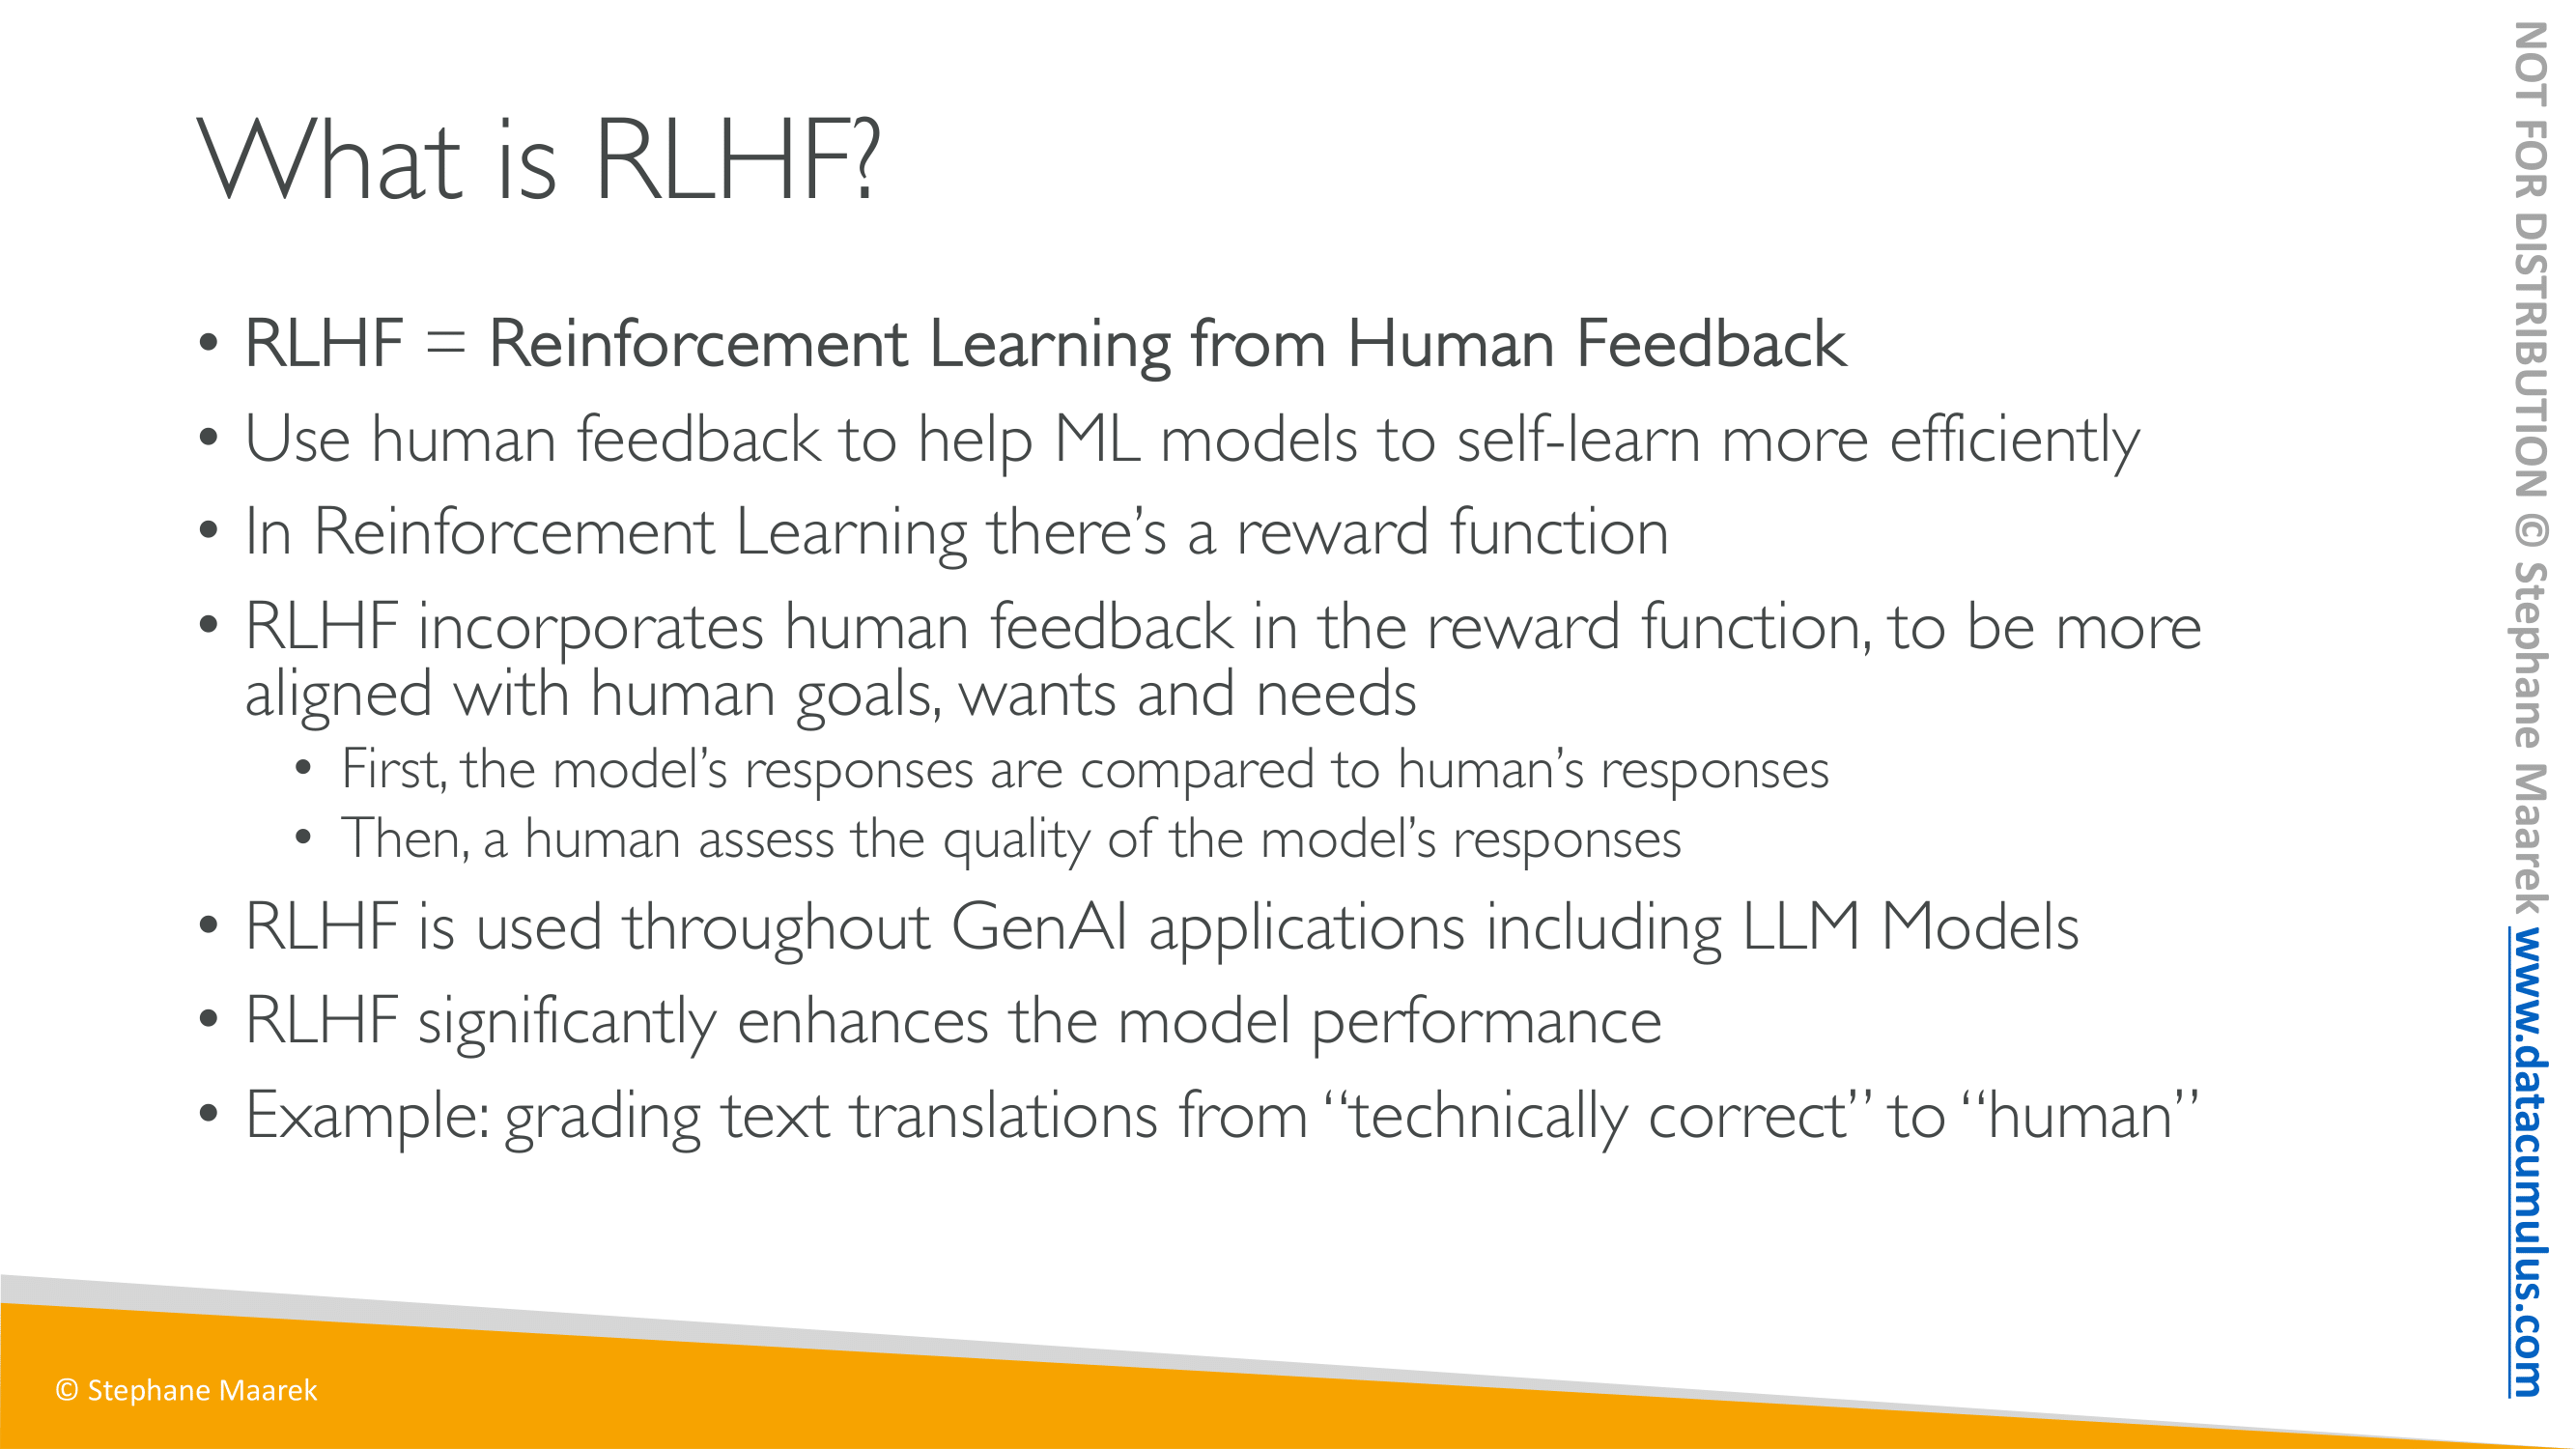 What is RLHF?
• RLHF = Reinforcement Learning from Human Feedback
• Use human feedback to help ML models to self-learn more efficiently
• In Reinforcement Learning there’s a reward function
• RLHF incorporates human feedback in the reward function, to be more
aligned with human goals, wants and needs
• First, the model’s responses are compared to human’s responses
• Then, a human assess the quality of the model’s responses
• RLHF is used throughout GenAI applications including LLM Models
• RLHF significantly enhances the model performance
• Example: grading text translations from “technically correct” to “human”
© Stephane Maarek
NOT FOR DISTRIBUTION © Stephane Maarek www.datacumulus.com